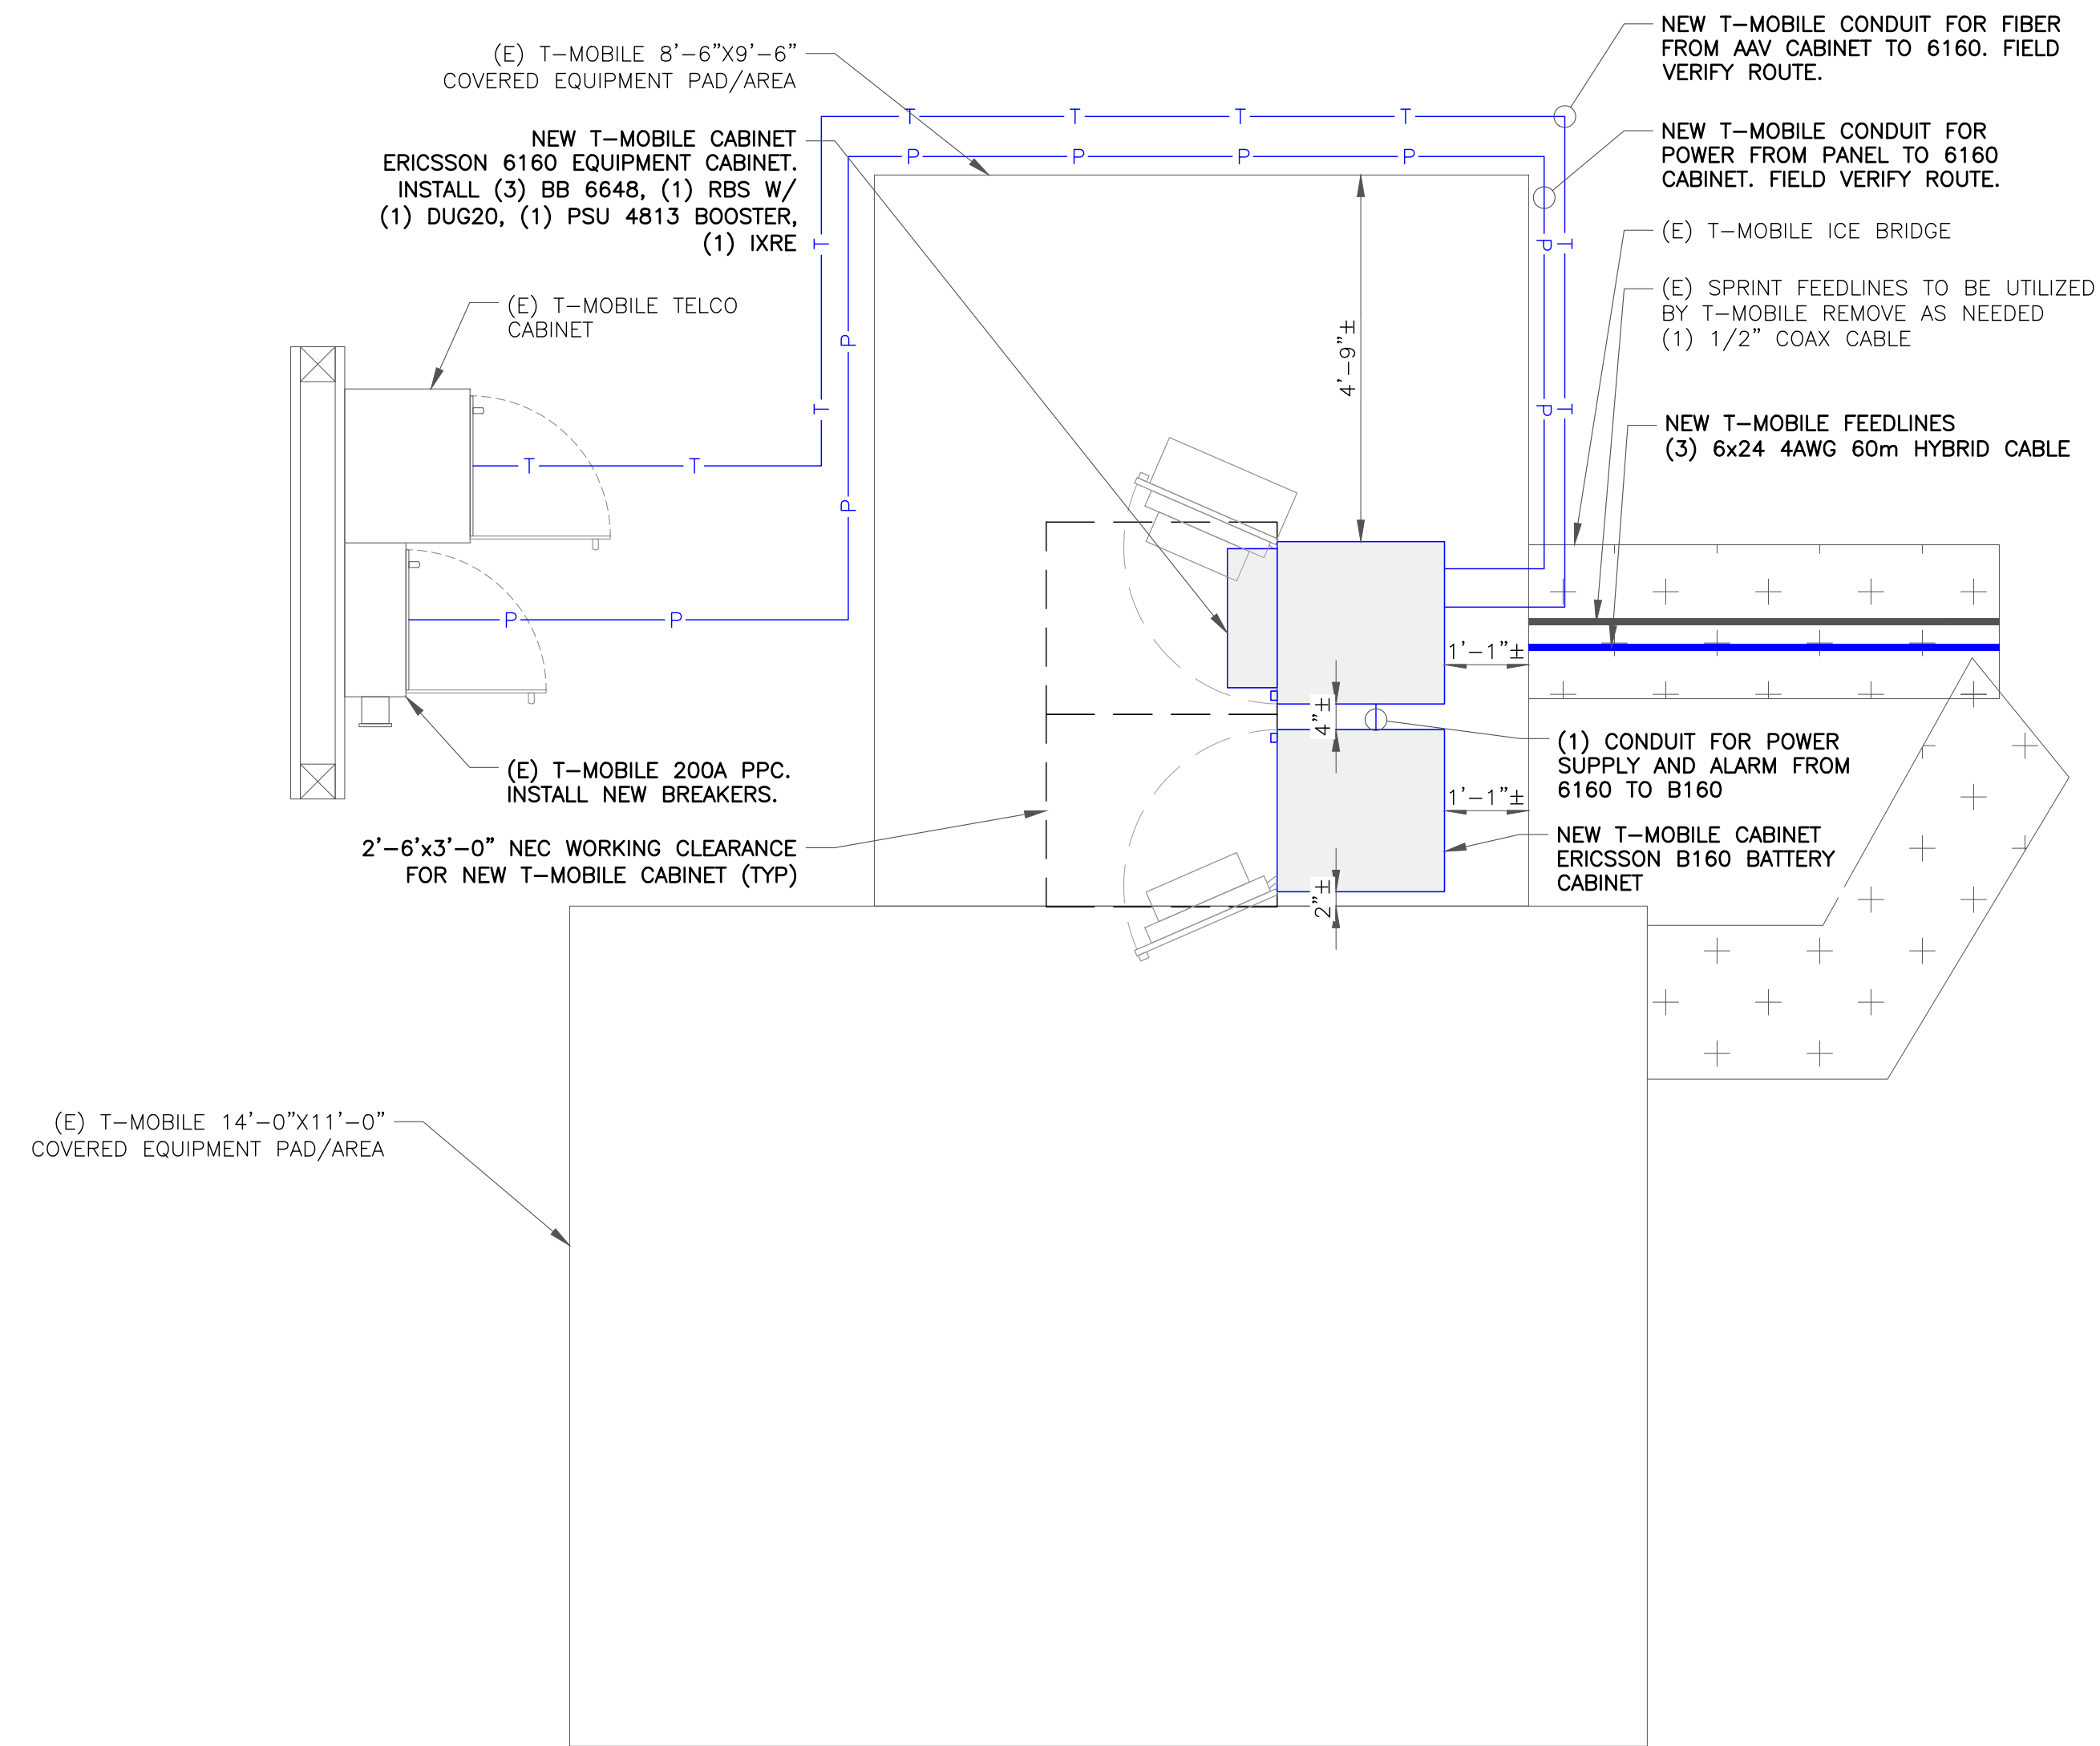 (E) T-MOBILE 8'-6"X9'-6"
COVERED EQUIPMENT PAD/AREA
NEW T-MOBILE CABINET
ERICSSON 6160 EQUIPMENT CABINET.
INSTALL (3) BB 6648, (1) RBS W/
(1) DUG20, (1) PSU 4813 BOOSTER,
(1) IXRE
(E) T-MOBILE TELCO
CABINET
NEW T-MOBILE CONDUIT FOR FIBER
FROM AAV CABINET TO 6160. FIELD
VERIFY ROUTE.
NEW T-MOBILE CONDUIT FOR
POWER FROM PANEL TO 6160
CABINET. FIELD VERIFY ROUTE.
(E) T-MOBILE ICE BRIDGE
(E) SPRINT FEEDLINES TO BE UTILIZED
BY T-MOBILE REMOVE AS NEEDED
(1) 1/2" COAX CABLE
NEW T-MOBILE FEEDLINES
(3) 6x24 4AWG 60m HYBRID CABLE
T T T T
P P P P
T
T
T T
P
P
P P
P
P
T
T
4'-9"±
1'-1"±
4"±
1'-1"±
2"±
(1) CONDUIT FOR POWER
SUPPLY AND ALARM FROM
6160 TO B160
NEW T-MOBILE CABINET
ERICSSON B160 BATTERY
CABINET
(E) T-MOBILE 200A PPC.
INSTALL NEW BREAKERS.
2'-6'x3'-0" NEC WORKING CLEARANCE
FOR NEW T-MOBILE CABINET (TYP)
(E) T-MOBILE 14'-0"X11'-0"
COVERED EQUIPMENT PAD/AREA